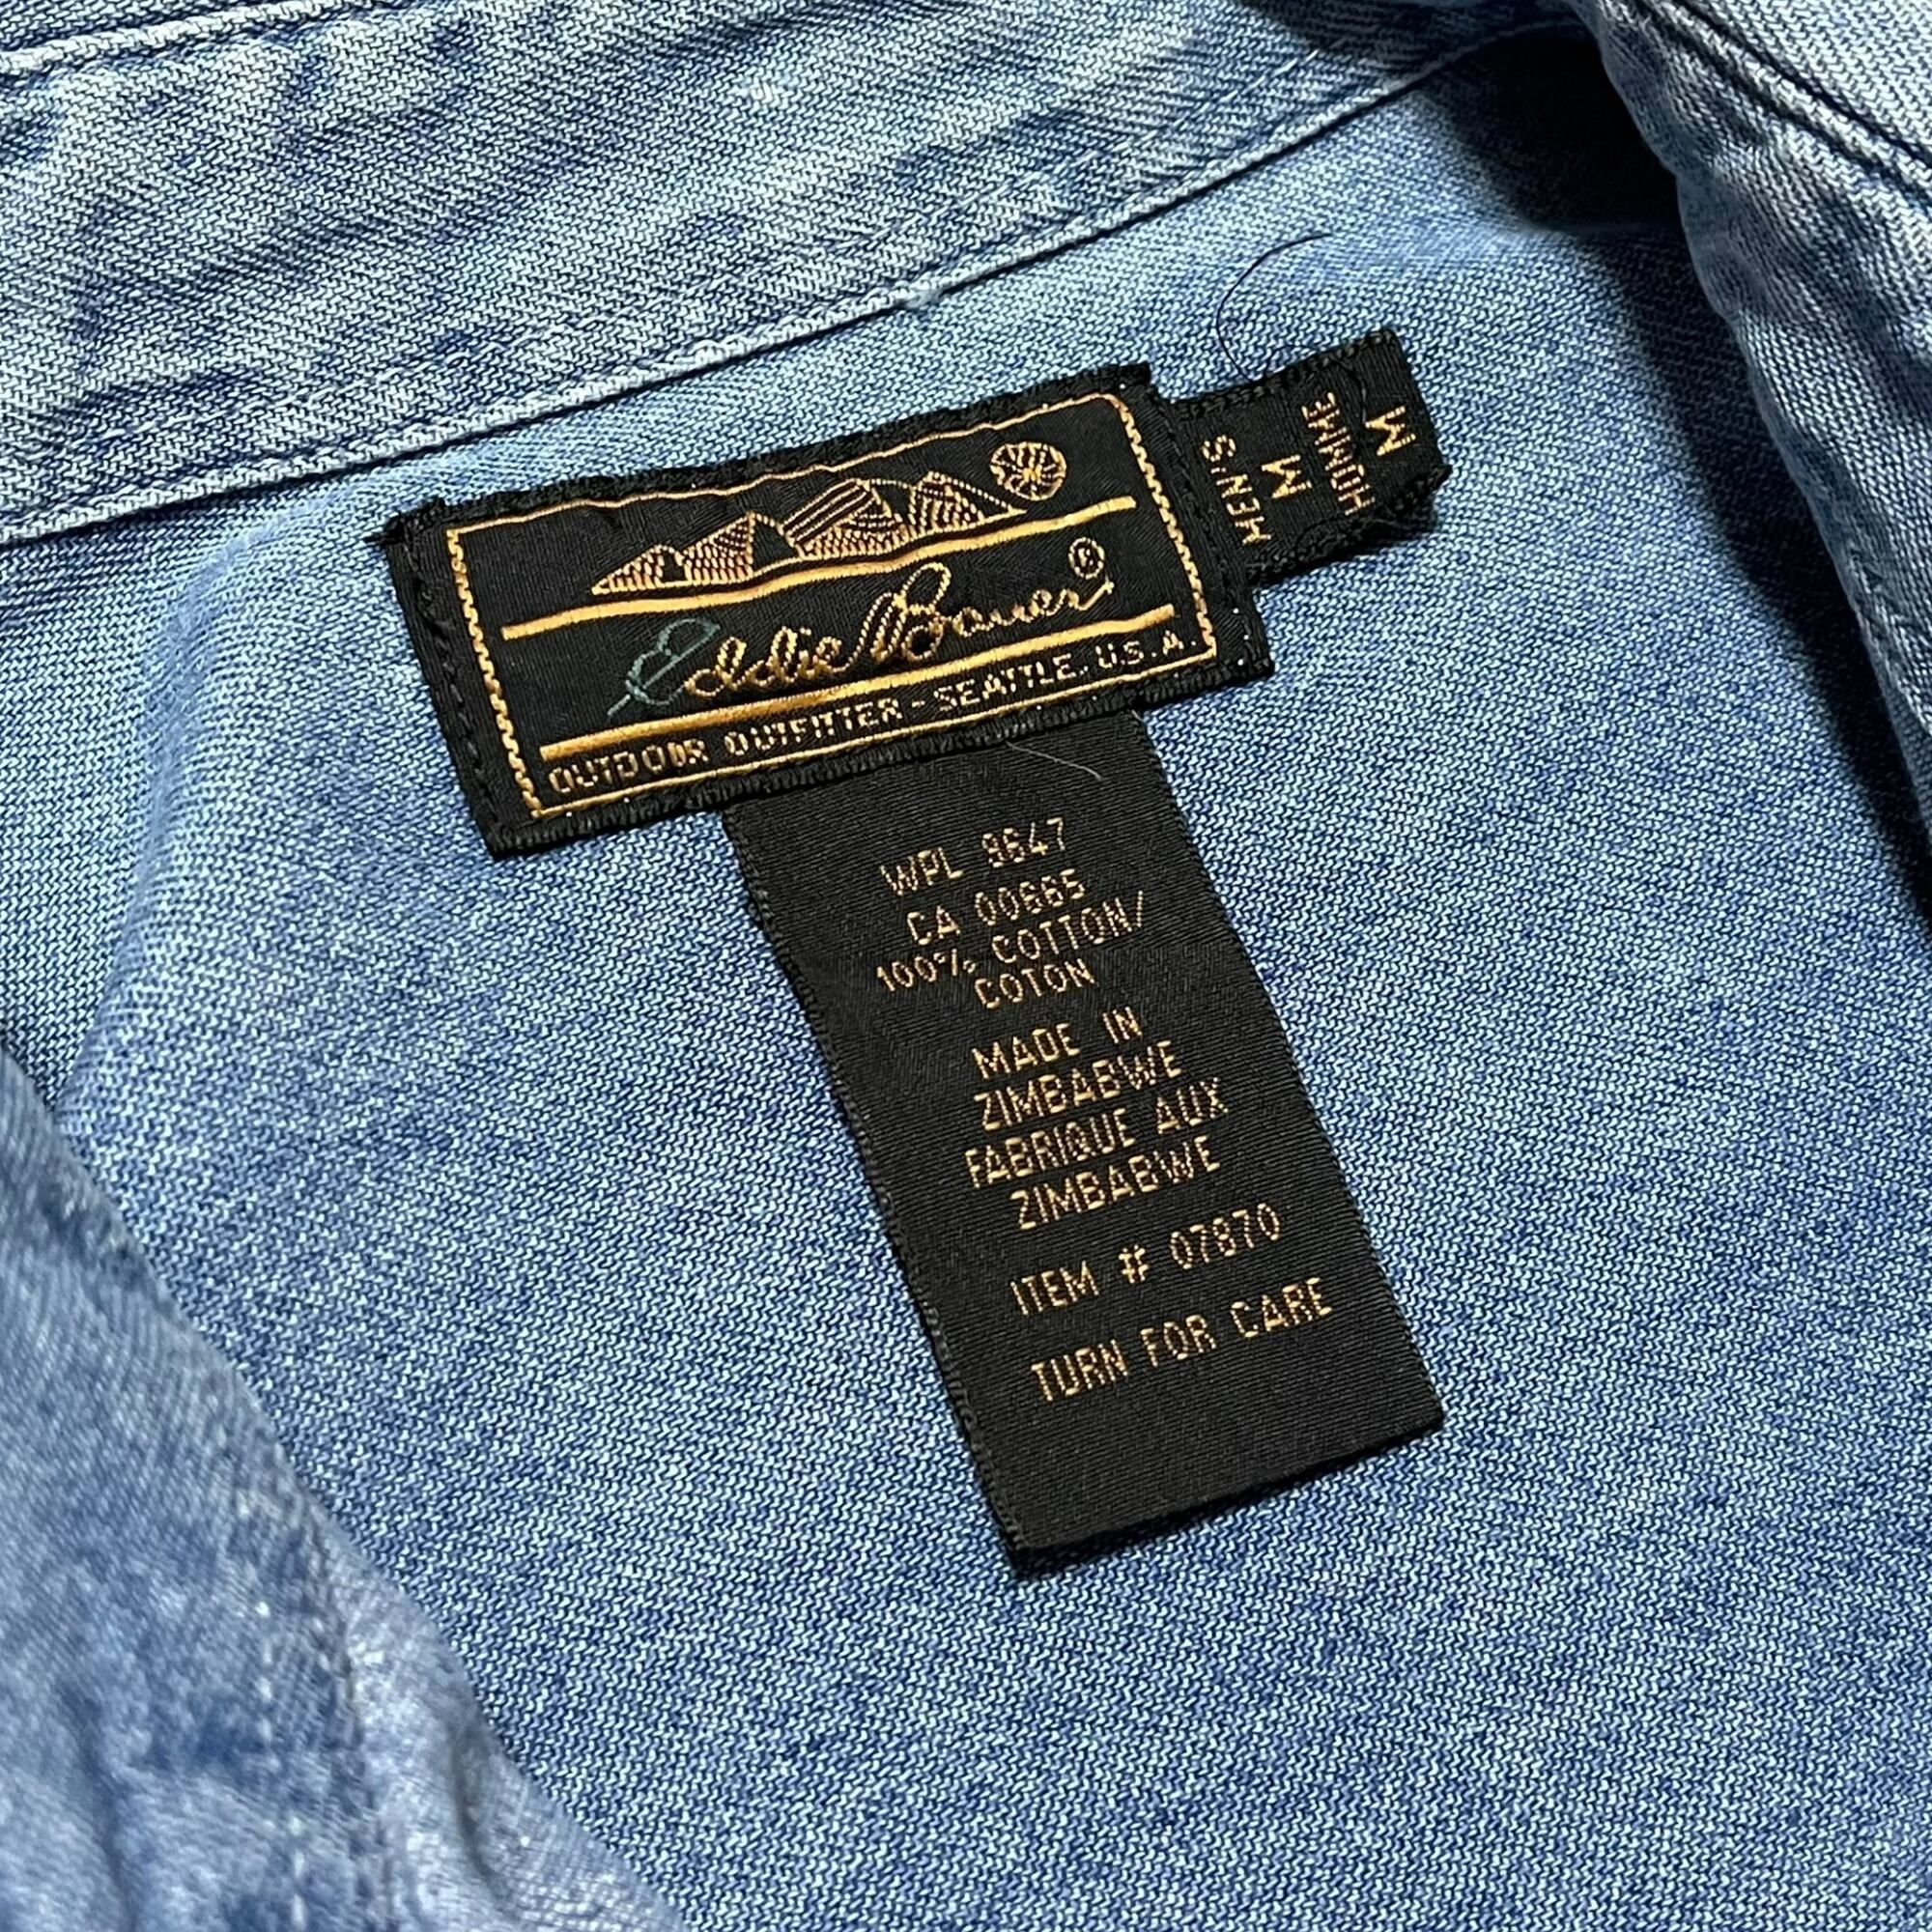 Eddie Bauer®
OUTDOOR OUTFITTER - SEATTLE, U.S.A.
MEN'S
M
HOMME
M
WPL 9647
CA 00665
100% COTTON/
COTON
MADE IN
ZIMBABWE
FABRIQUE AUX
ZIMBABWE
ITEM # 07870
TURN FOR CARE